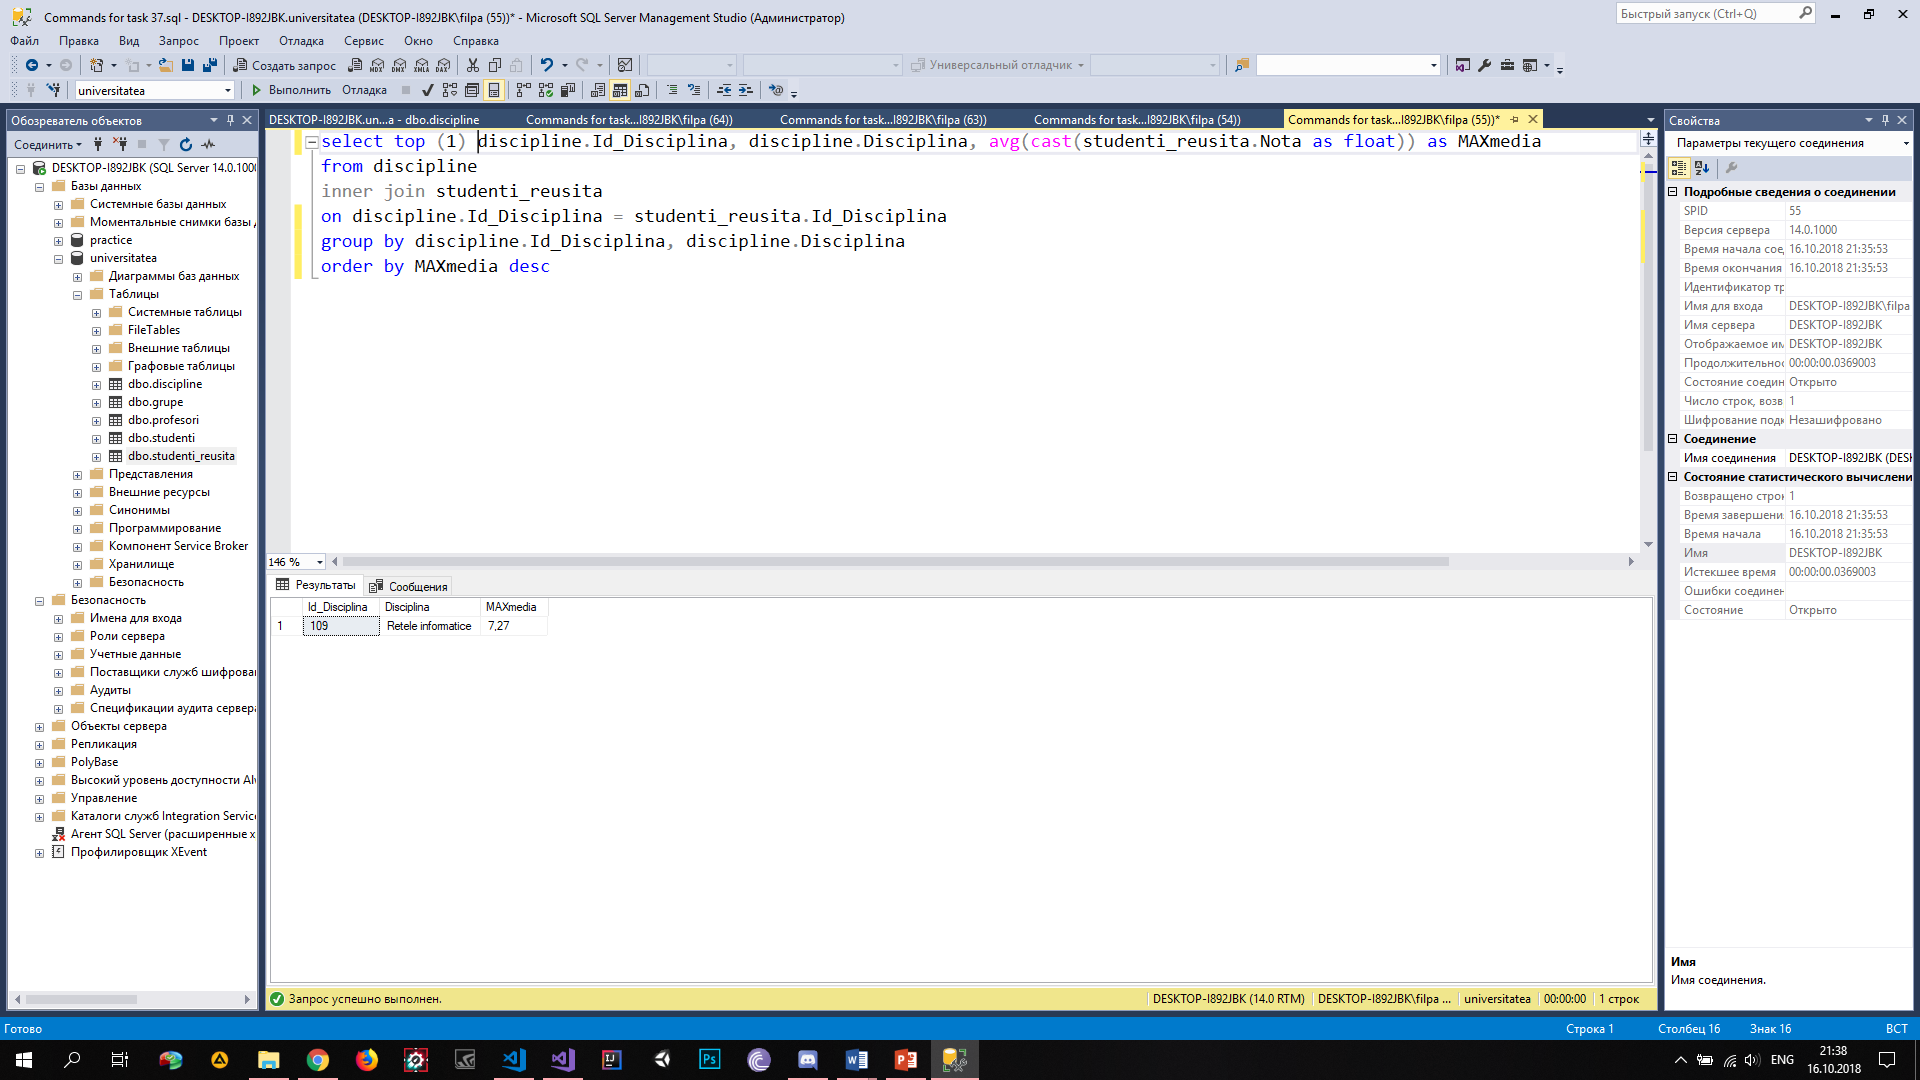 Commands for task 37.sql - DESKTOP-I892JBK.universitatea (DESKTOP-I892JBK\filpa (55))* - Microsoft SQL Server Management Studio (Администратор)
Быстрый запуск (Ctrl+Q)
Файл Правка Вид Запрос Проект Отладка Сервис Окно Справка
Создать запрос
MDX DMX XMLA DAX
Универсальный отладчик
universitatea
Выполнить Отладка
Обозреватель объектов
Соединить
DESKTOP-I892JBK (SQL Server 14.0.1000
Базы данных
Системные базы данных
Моментальные снимки базы
practice
universitatea
Диаграммы баз данных
Таблицы
Системные таблицы
FileTables
Внешние таблицы
Графовые таблицы
dbo.discipline
dbo.grupe
dbo.profesori
dbo.studenti
dbo.studenti_reusita
Представления
Внешние ресурсы
Синонимы
Программирование
Компонент Service Broker
Хранилище
Безопасность
Безопасность
Имена для входа
Роли сервера
Учетные данные
Поставщики служб шифрова
Аудиты
Спецификации аудита сервера
Объекты сервера
Репликация
PolyBase
Высокий уровень доступности Al
Управление
Каталоги служб Integration Service
Агент SQL Server (расширенные х
Профилировщик XEvent
DESKTOP-I892JBK.un...a - dbo.discipline
Commands for task...I892JBK\filpa (64))
Commands for task...I892JBK\filpa (63))
Commands for task...I892JBK\filpa (54))
Commands for task...I892JBK\filpa (55))*
select top (1) discipline.Id_Disciplina, discipline.Disciplina, avg(cast(studenti_reusita.Nota as float)) as MAXmedia
from discipline
inner join studenti_reusita
on discipline.Id_Disciplina = studenti_reusita.Id_Disciplina
group by discipline.Id_Disciplina, discipline.Disciplina
order by MAXmedia desc
146 %
Результаты Сообщения
Id_Disciplina Disciplina MAXmedia
1 109 Retele informatice 7,27
Запрос успешно выполнен.
DESKTOP-I892JBK (14.0 RTM) DESKTOP-I892JBK\filpa ... universitatea 00:00:00 1 строк
Свойства
Параметры текущего соединения
Подробные сведения о соединении
SPID 55
Версия сервера 14.0.1000
Время начала сое, 16.10.2018 21:35:53
Время окончания 16.10.2018 21:35:53
Идентификатор тр
Имя для входа DESKTOP-I892JBK\filpa
Имя сервера DESKTOP-I892JBK
Отображаемое им DESKTOP-I892JBK
Продолжительнос 00:00:00.0369003
Состояние соедин Открыто
Число строк, возв 1
Шифрование подк Незашифровано
Соединение
Имя соединения DESKTOP-I892JBK (DESK
Состояние статистического вычислени
Возвращено строк 1
Время завершени 16.10.2018 21:35:53
Время начала 16.10.2018 21:35:53
Имя DESKTOP-I892JBK
Истекшее время 00:00:00.0369003
Ошибки соединен
Состояние Открыто
Имя
Имя соединения.
Готово
Строка 1 Столбец 16 Знак 16 ВСТ
ENG
21:38
16.10.2018